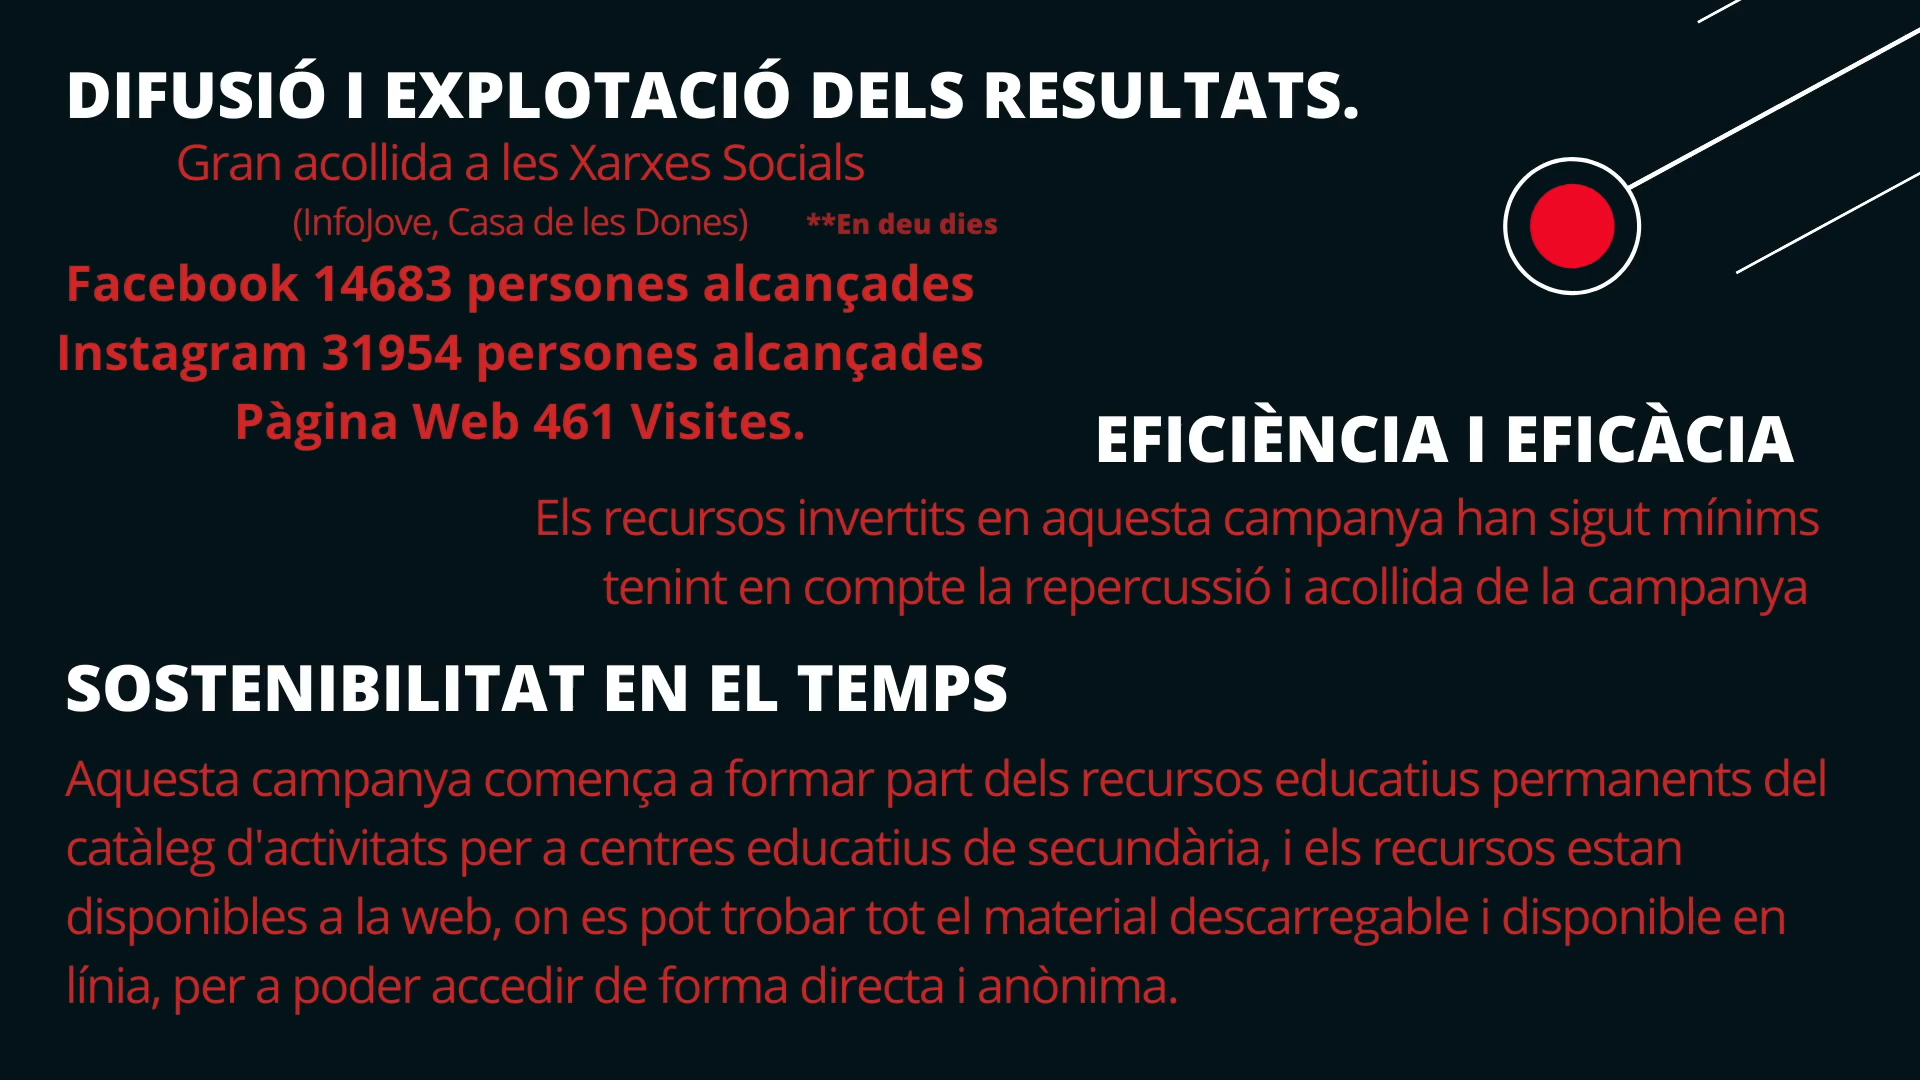 DIFUSIÓ I EXPLOTACIÓ DELS RESULTATS.
Gran acollida a les Xarxes Socials
(InfoJove, Casa de les Dones) **En deu dies
Facebook 14683 persones alcançades
Instagram 31954 persones alcançades
Pàgina Web 461 Visites.
EFICIÈNCIA I EFICÀCIA
Els recursos invertits en aquesta campanya han sigut mínims
tenint en compte la repercussió i acollida de la campanya
SOSTENIBILITAT EN EL TEMPS
Aquesta campanya comença a formar part dels recursos educatius permanents del
catàleg d'activitats per a centres educatius de secundària, i els recursos estan
disponibles a la web, on es pot trobar tot el material descarregable i disponible en
línia, per a poder accedir de forma directa i anònima.